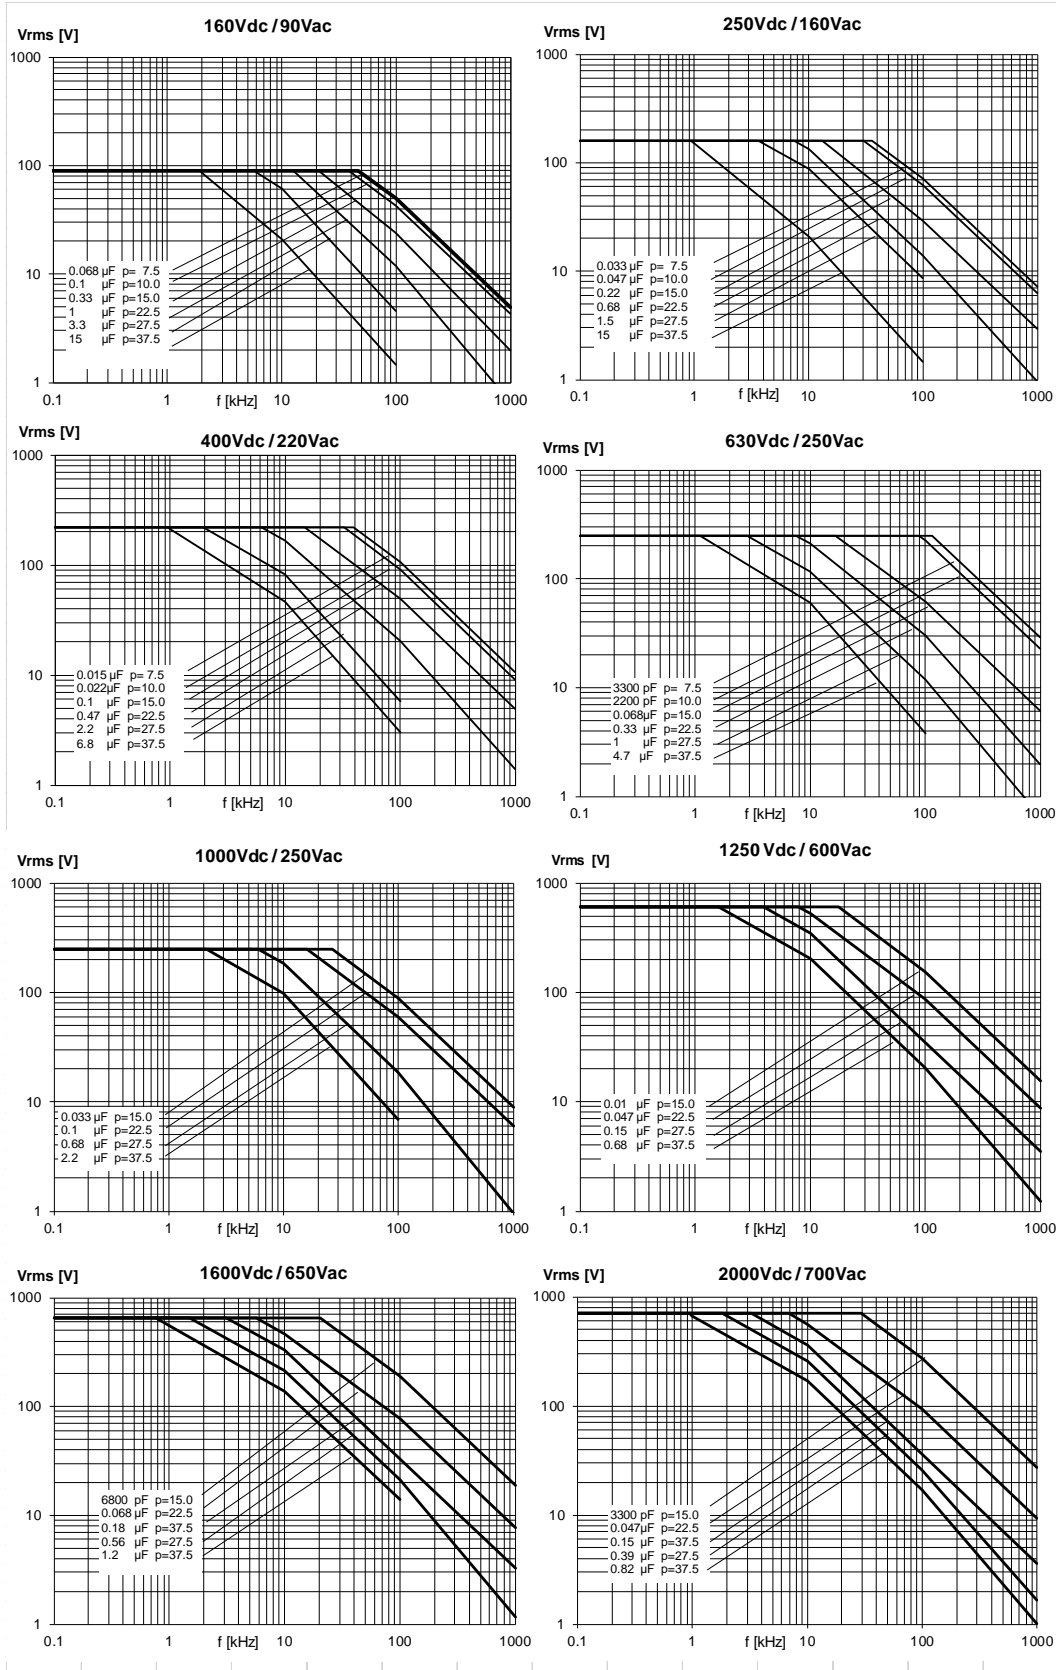 160Vdc / 90Vac
Vrms [V]
1000
100
10
1
0.068 µF p= 7.5
0.1 µF p=10.0
0.33 µF p=15.0
1 µF p=22.5
3.3 µF p=27.5
15 µF p=37.5
0.1 1 10 100 1000
f [kHz]
250Vdc / 160Vac
Vrms [V]
1000
100
10
1
0.033 µF p= 7.5
0.047 µF p=10.0
0.22 µF p=15.0
0.68 µF p=22.5
1.5 µF p=27.5
15 µF p=37.5
0.1 1 10 100 1000
f [kHz]
400Vdc / 220Vac
Vrms [V]
1000
100
10
1
0.015 µF p= 7.5
0.022µF p=10.0
0.1 µF p=15.0
0.47 µF p=22.5
2.2 µF p=27.5
6.8 µF p=37.5
0.1 1 10 100 1000
f [kHz]
630Vdc / 250Vac
Vrms [V]
1000
100
10
1
3300 pF p= 7.5
2200 pF p=10.0
0.068µF p=15.0
0.33 µF p=22.5
1 µF p=27.5
4.7 µF p=37.5
0.1 1 10 100 1000
f [kHz]
1000Vdc / 250Vac
Vrms [V]
1000
100
10
1
0.033 µF p=15.0
0.1 µF p=22.5
0.68 µF p=27.5
2.2 µF p=37.5
0.1 1 10 100 1000
f [kHz]
1250 Vdc / 600Vac
Vrms [V]
1000
100
10
1
0.01 µF p=15.0
0.047 µF p=22.5
0.15 µF p=27.5
0.68 µF p=37.5
0.1 1 10 100 1000
f [kHz]
1600Vdc / 650Vac
Vrms [V]
1000
100
10
1
6800 pF p=15.0
0.068 µF p=22.5
0.18 µF p=37.5
0.56 µF p=27.5
1.2 µF p=37.5
0.1 1 10 100 1000
f [kHz]
2000Vdc / 700Vac
Vrms [V]
1000
100
10
1
3300 pF p=15.0
0.047µF p=22.5
0.15 µF p=37.5
0.39 µF p=27.5
0.82 µF p=37.5
0.1 1 10 100 1000
f [kHz]